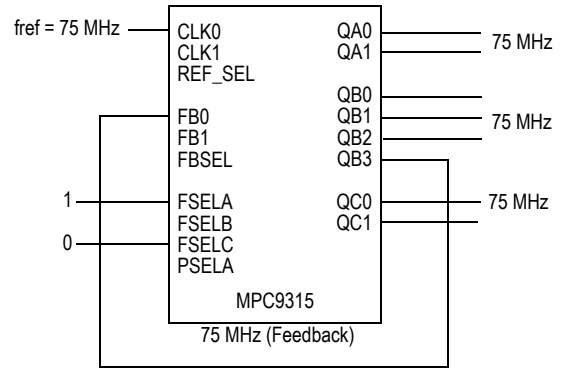 fref = 75 MHz
CLK0
CLK1
REF_SEL
FB0
FB1
FBSEL
1
FSELA
FSELB
0
FSELC
PSELA
QA0
QA1
75 MHz
QB0
QB1
QB2
QB3
75 MHz
QC0
QC1
75 MHz
MPC9315
75 MHz (Feedback)